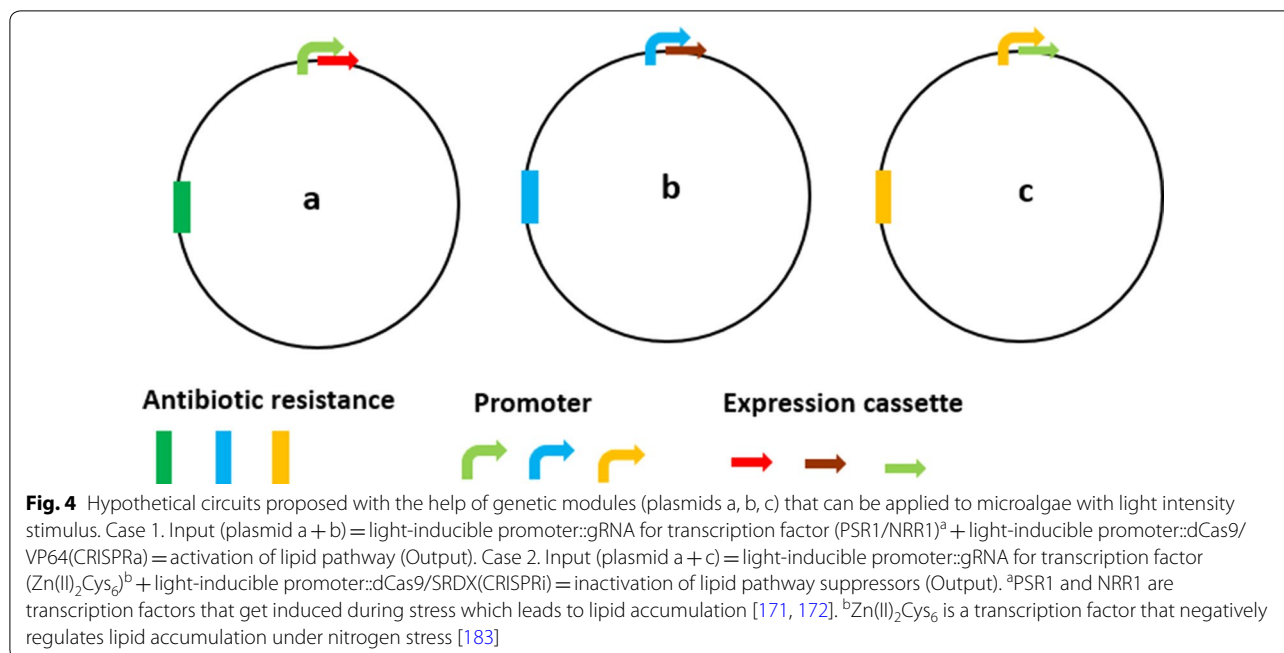 a
b
c
Antibiotic resistance
Promoter
Expression cassette
Fig. 4 Hypothetical circuits proposed with the help of genetic modules (plasmids a, b, c) that can be applied to microalgae with light intensity
stimulus. Case 1. Input (plasmid a + b) = light-inducible promoter::gRNA for transcription factor (PSR1/NRR1)ᵃ + light-inducible promoter::dCas9/
VP64(CRISPRa) = activation of lipid pathway (Output). Case 2. Input (plasmid a + c) = light-inducible promoter::gRNA for transcription factor
(Zn(II)₂Cys₆)ᵇ + light-inducible promoter::dCas9/SRDX(CRISPRi) = inactivation of lipid pathway suppressors (Output). ᵃPSR1 and NRR1 are
transcription factors that get induced during stress which leads to lipid accumulation [171, 172]. ᵇZn(II)₂Cys₆ is a transcription factor that negatively
regulates lipid accumulation under nitrogen stress [183]